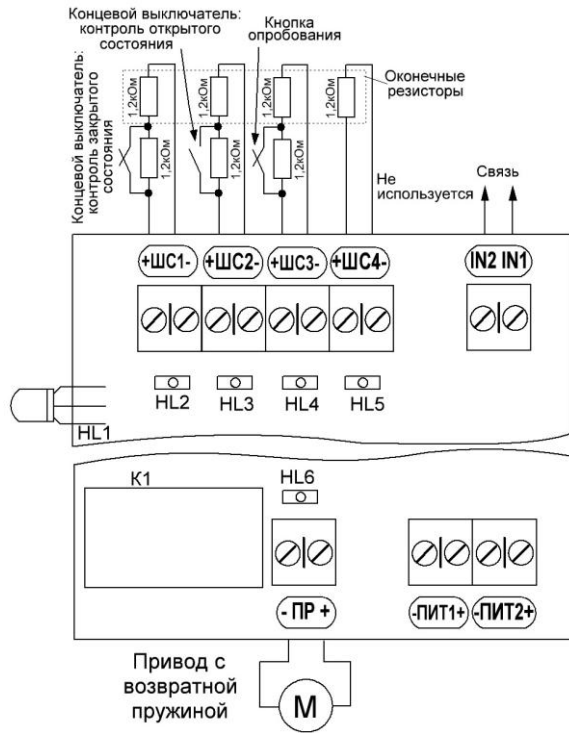 Концевой выключатель:
контроль открытого
состояния
Кнопка
опробования
Концевой выключатель:
контроль закрытого
состояния
Оконечные
резисторы
1,2кОм
1,2кОм
1,2кОм
1,2кОм
1,2кОм
1,2кОм
1,2кОм
Не
используется
Связь
+ШС1-
+ШС2-
+ШС3-
+ШС4-
IN2 IN1
HL1
HL2
HL3
HL4
HL5
К1
HL6
- ПР +
-ПИТ1+
-ПИТ2+
Привод с
возвратной
пружиной
М